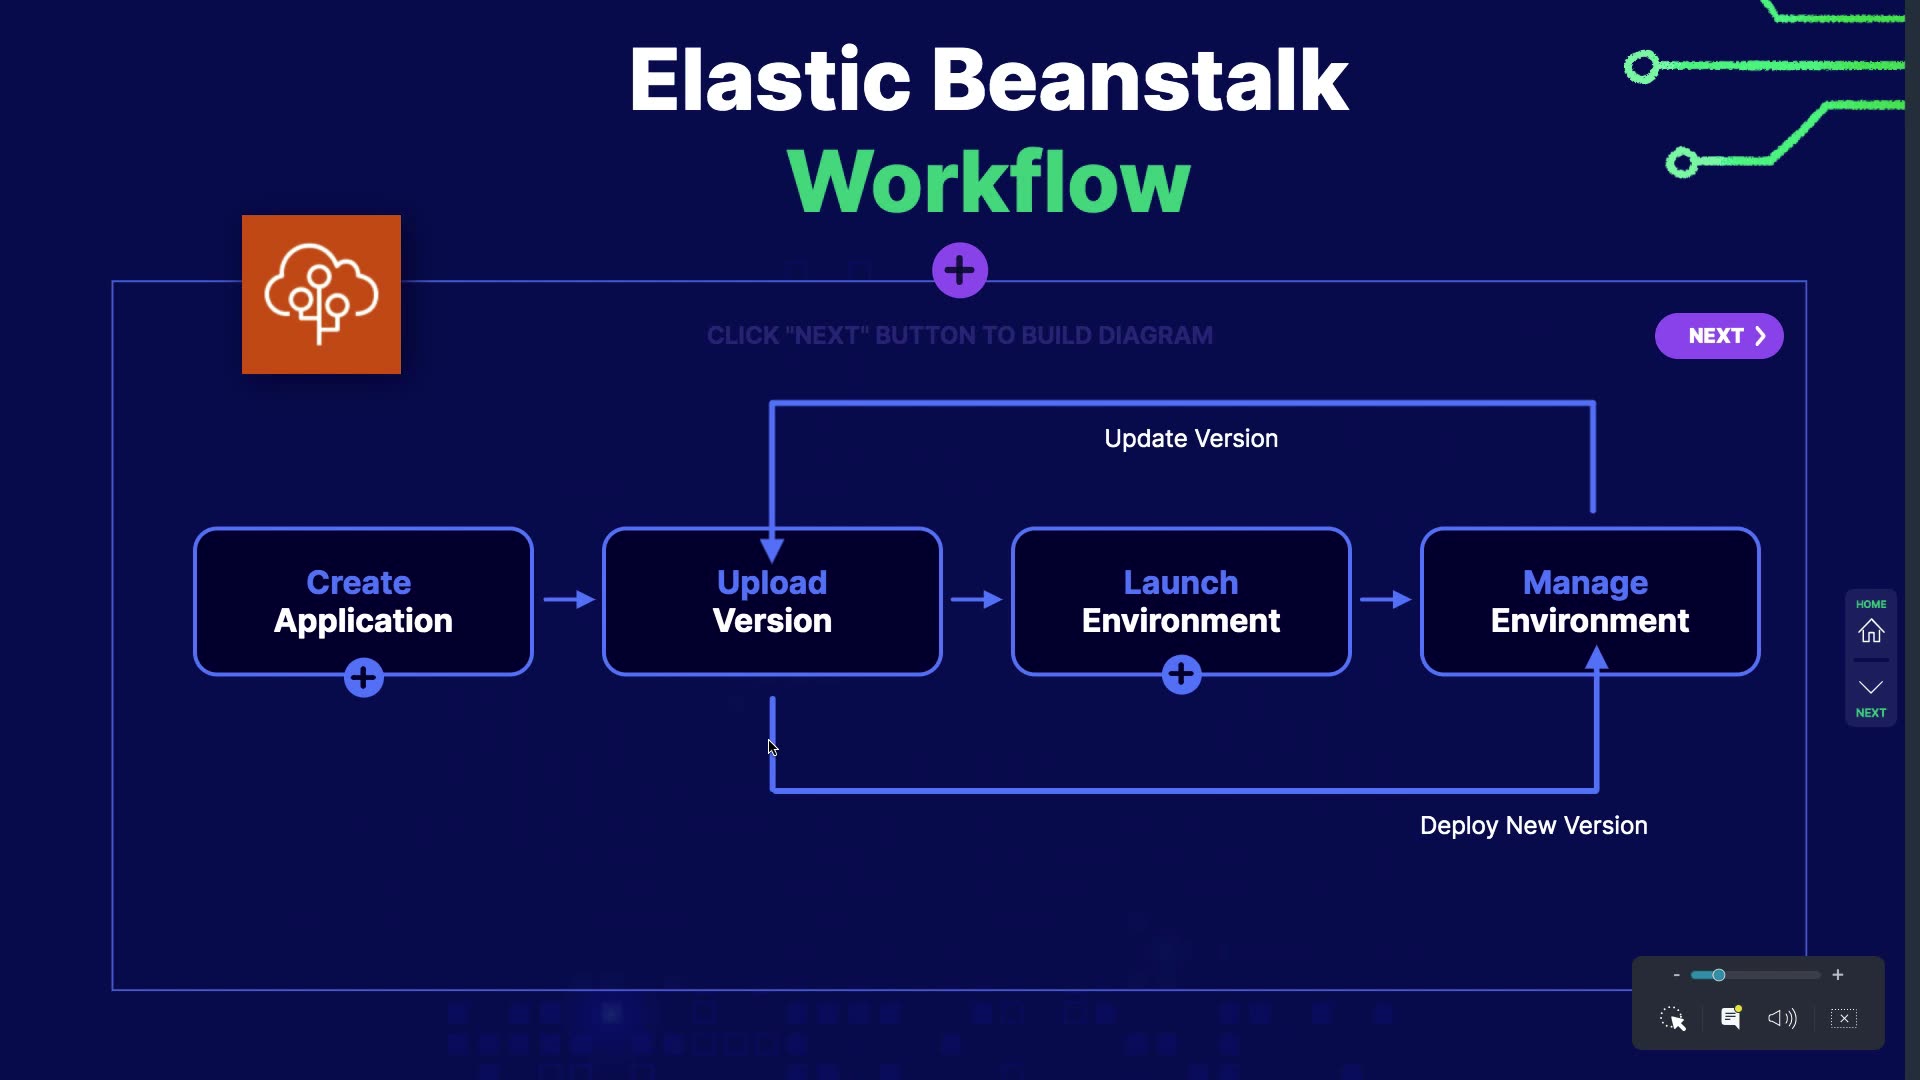 Elastic Beanstalk
Workflow
CLICK "NEXT" BUTTON TO BUILD DIAGRAM
NEXT
Update Version
Create
Application
Upload
Version
Launch
Environment
Manage
Environment
Deploy New Version
HOME
NEXT